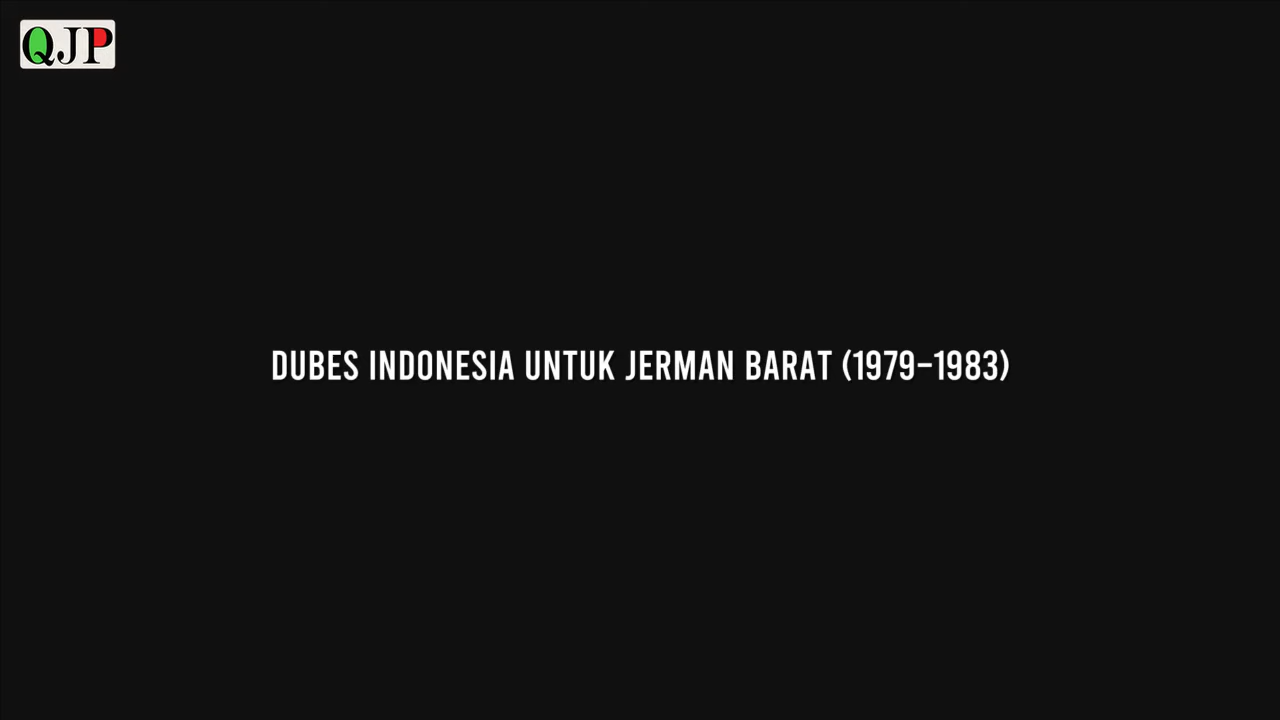 QJP
DUBES INDONESIA UNTUK JERMAN BARAT (1979–1983)